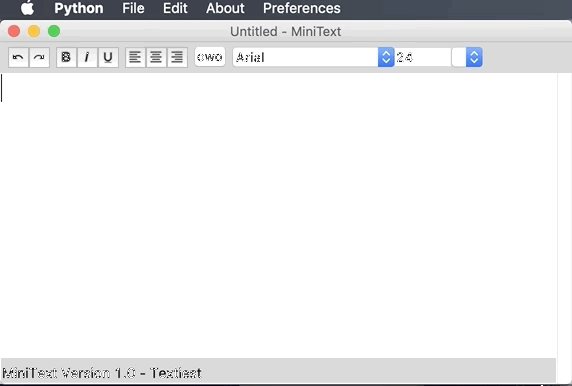 Python File Edit About Preferences
Untitled - MiniText
B i U OWO Arial 24
MiniText Version 1.0 - Textiest